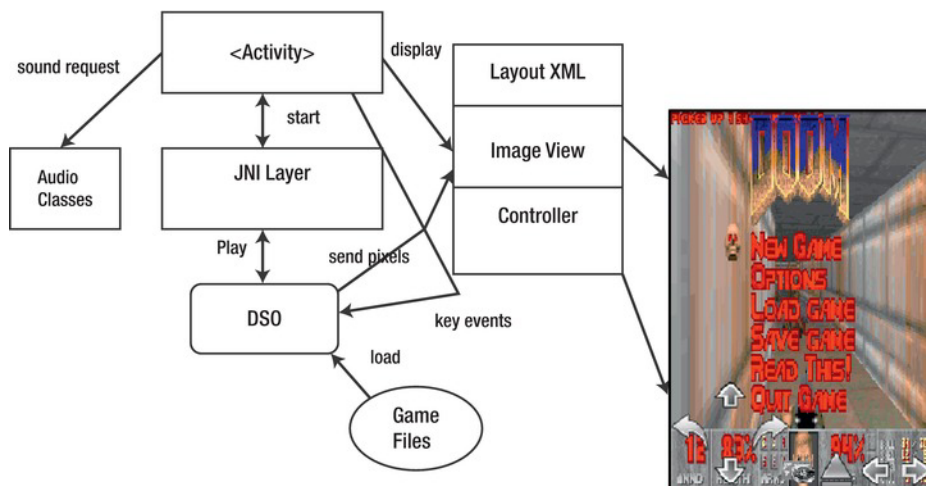 <Activity>
display
sound request
Layout XML
start
Image View
Audio
Classes
JNI Layer
Controller
Play
send pixels
DSO
key events
load
Game
Files
DOOM
New Game
Options
Load game
Save game
Read This!
Quit Game
83%